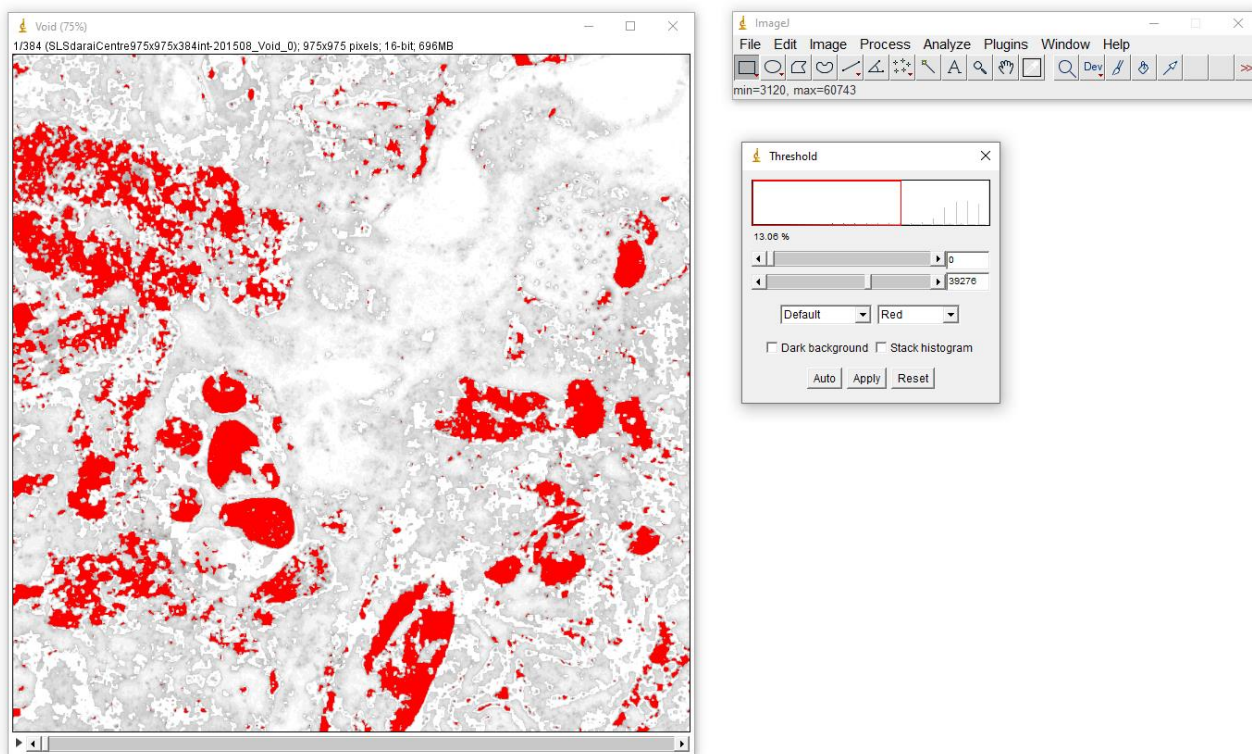 Void (75%)
1/384 (SLSdaraiCentre975x975x384int-201508_Void_0); 975x975 pixels; 16-bit; 696MB
ImageJ
File Edit Image Process Analyze Plugins Window Help
A Dev >>
min=3120, max=60743
Threshold
13.06 %
0
39276
Default Red
Dark background Stack histogram
Auto Apply Reset